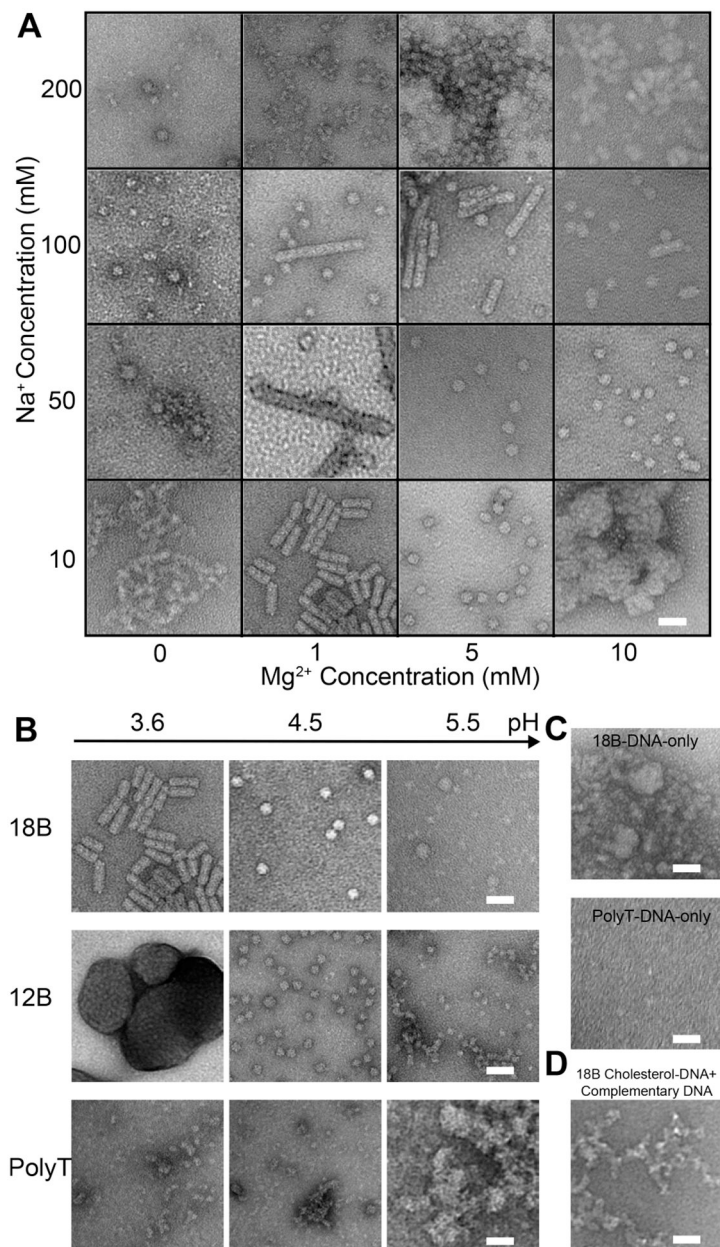 A
Na⁺ Concentration (mM)
200
100
50
10
0 1 5 10
Mg²⁺ Concentration (mM)
B
3.6 4.5 5.5 pH
18B
12B
PolyT
C
18B-DNA-only
PolyT-DNA-only
D
18B Cholesterol-DNA+
Complementary DNA